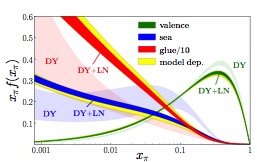 0.6
0.5
0.4
0.3
0.2
0.1
x_π f(x_π)
valence
sea
glue/10
model dep.
DY
DY+LN
DY
DY+LN
DY
DY+LN
0.001
0.01
0.1
1
x_π